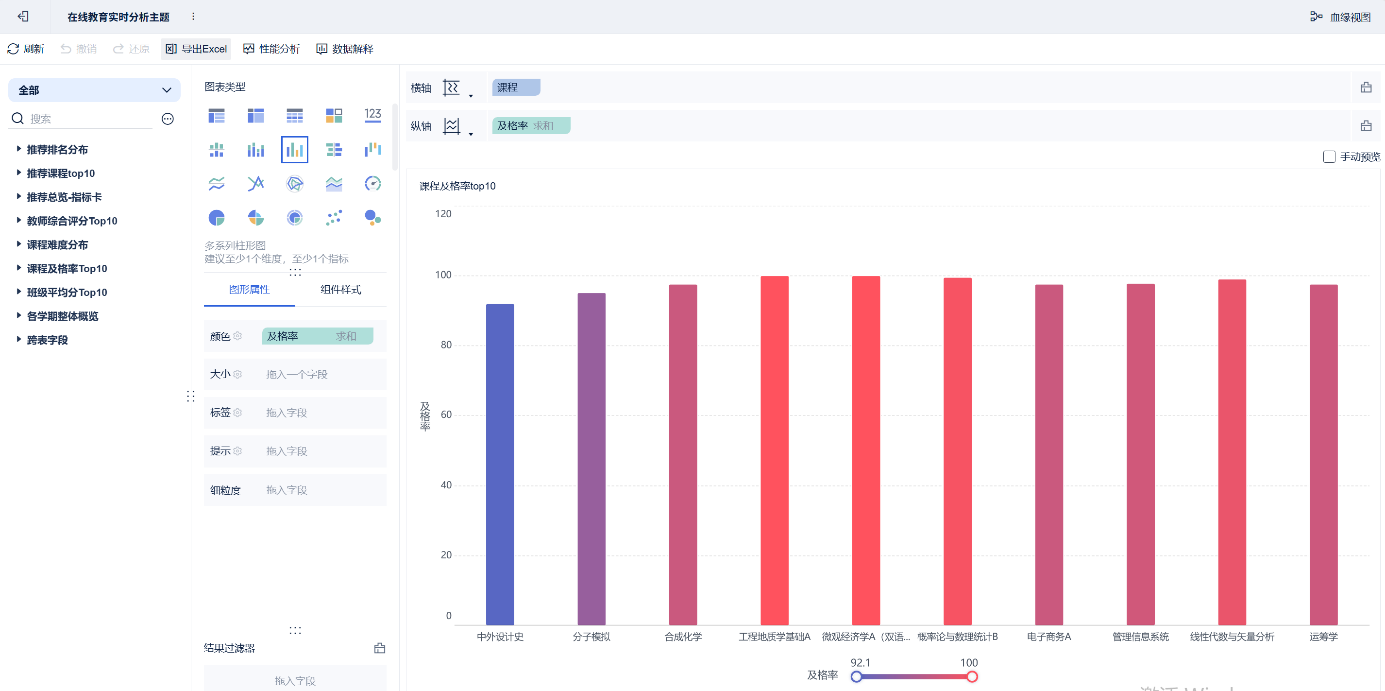 在线教育实时分析主题
血缘视图
刷新 撤销 还原 导出Excel 性能分析 数据解释
全部
搜索
推荐排名分布
推荐课程top10
推荐总览-指标卡
教师综合评分Top10
课程难度分布
课程及格率Top10
班级平均分Top10
各学期整体概览
跨表字段
图表类型
123
多系列柱形图
建议至少1个维度，至少1个指标
图形属性 组件样式
颜色 及格率 求和
大小 拖入一个字段
标签 拖入字段
提示 拖入字段
细粒度 拖入字段
结果过滤器
拖入字段
横轴 课程
纵轴 及格率 求和
手动预览
课程及格率top10
120
100
80
60
40
20
0
及格率
中外设计史 分子模拟 合成化学 工程地质学基础A 微观经济学A（双语... 概率论与数理统计B 电子商务A 管理信息系统 线性代数与矢量分析 运筹学
92.1 100
及格率